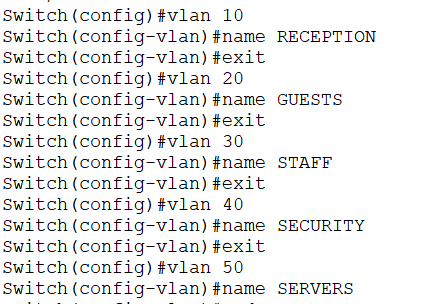 Switch(config)#vlan 10
Switch(config-vlan)#name RECEPTION
Switch(config-vlan)#exit
Switch(config)#vlan 20
Switch(config-vlan)#name GUESTS
Switch(config-vlan)#exit
Switch(config)#vlan 30
Switch(config-vlan)#name STAFF
Switch(config-vlan)#exit
Switch(config)#vlan 40
Switch(config-vlan)#name SECURITY
Switch(config-vlan)#exit
Switch(config)#vlan 50
Switch(config-vlan)#name SERVERS